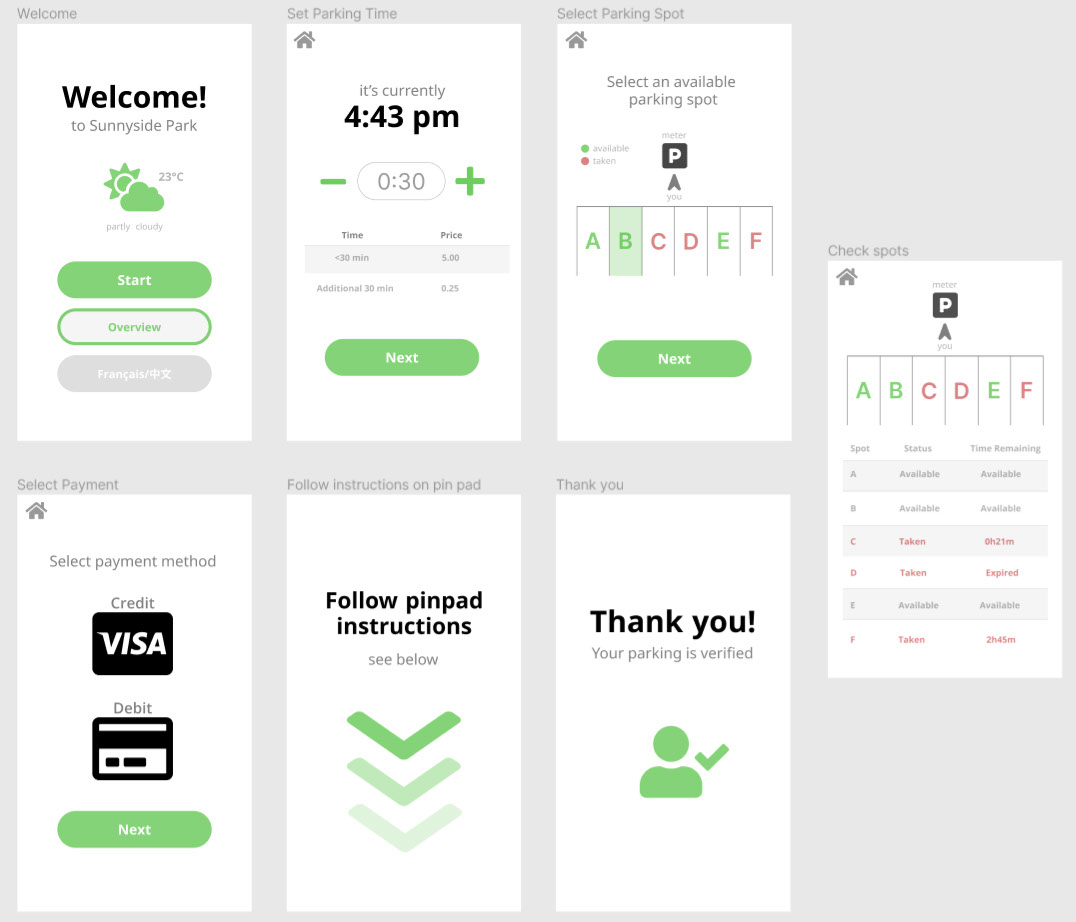 Welcome
Welcome!
to Sunnyside Park
23°C
partly cloudy
Start
Overview
Français/中文
Set Parking Time
it's currently
4:43 pm
0:30
Time Price
<30 min 5.00
Additional 30 min 0.25
Next
Select Parking Spot
Select an available
parking spot
available
taken
meter
P
you
A B C D E F
Next
Check spots
meter
P
you
A B C D E F
Spot Status Time Remaining
A Available Available
B Available Available
C Taken 0h21m
D Taken Expired
E Available Available
F Taken 2h45m
Select Payment
Select payment method
Credit
VISA
Debit
Next
Follow instructions on pin pad
Follow pinpad
instructions
see below
Thank you
Thank you!
Your parking is verified